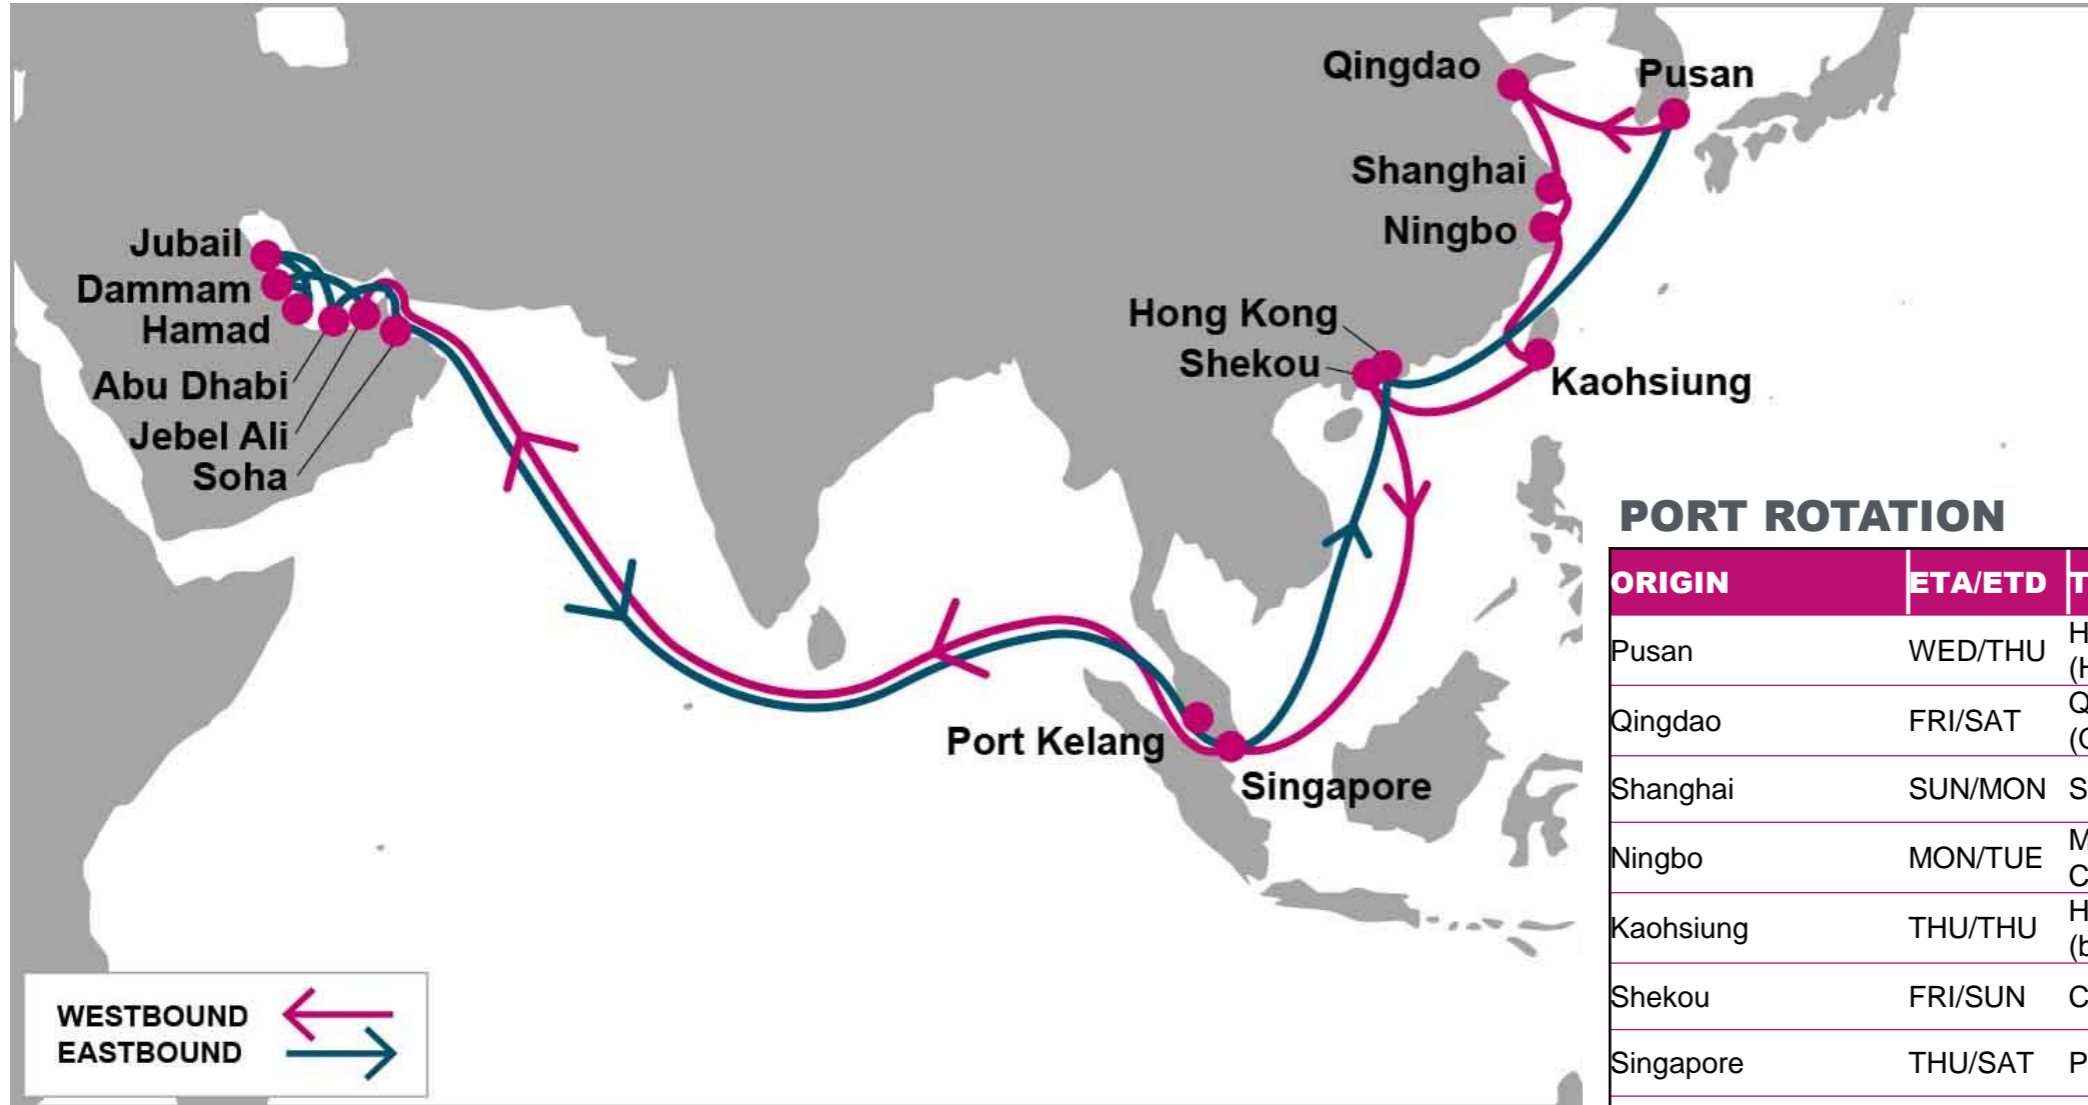 Qingdao
Pusan
Shanghai
Ningbo
Jubail
Dammam
Hamad
Abu Dhabi
Jebel Ali
Soha
Hong Kong
Shekou
Kaohsiung
Port Kelang
Singapore
WESTBOUND
EASTBOUND
PORT ROTATION
ORIGIN ETA/ETD
Pusan WED/THU
Qingdao FRI/SAT
Shanghai SUN/MON
Ningbo MON/TUE
Kaohsiung THU/THU
Shekou FRI/SUN
Singapore THU/SAT